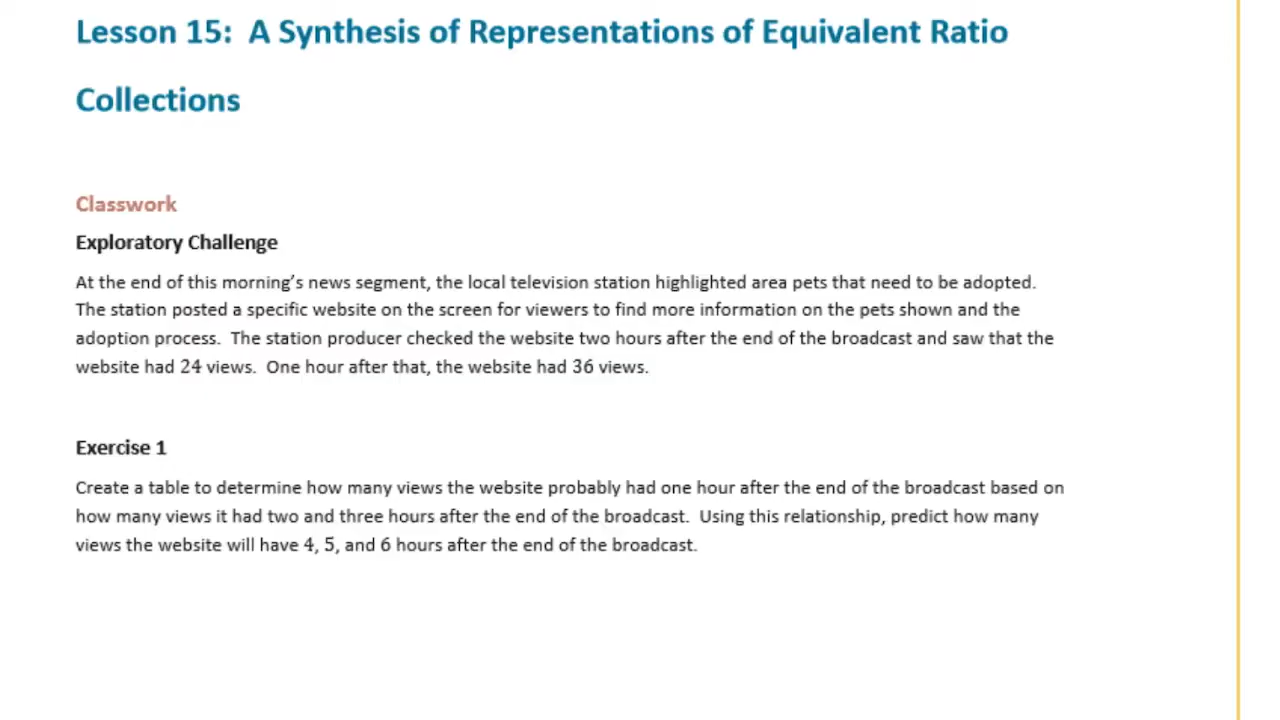 Lesson 15:  A Synthesis of Representations of Equivalent Ratio
Collections
Classwork
Exploratory Challenge
At the end of this morning’s news segment, the local television station highlighted area pets that need to be adopted.
The station posted a specific website on the screen for viewers to find more information on the pets shown and the
adoption process.  The station producer checked the website two hours after the end of the broadcast and saw that the
website had 24 views.  One hour after that, the website had 36 views.
Exercise 1
Create a table to determine how many views the website probably had one hour after the end of the broadcast based on
how many views it had two and three hours after the end of the broadcast.  Using this relationship, predict how many
views the website will have 4, 5, and 6 hours after the end of the broadcast.